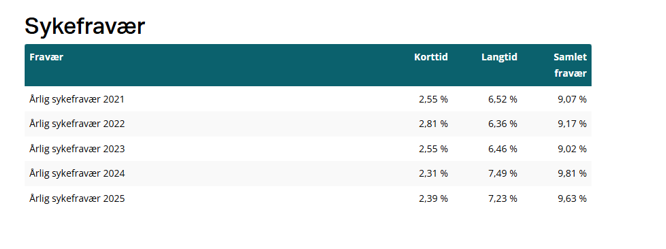 Sykefravær
Fravær Korttid Langtid Samlet
fravær
Årlig sykefravær 2021 2,55 % 6,52 % 9,07 %
Årlig sykefravær 2022 2,81 % 6,36 % 9,17 %
Årlig sykefravær 2023 2,55 % 6,46 % 9,02 %
Årlig sykefravær 2024 2,31 % 7,49 % 9,81 %
Årlig sykefravær 2025 2,39 % 7,23 % 9,63 %